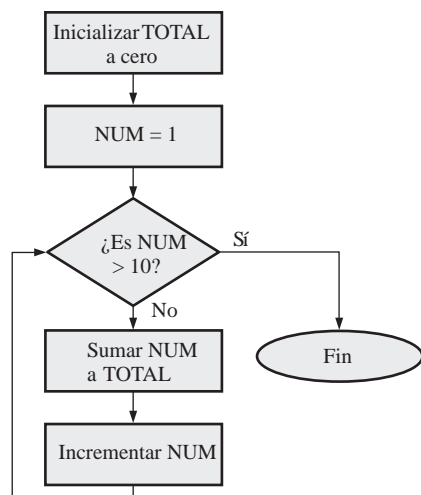 Inicializar TOTAL
a cero
NUM = 1
¿Es NUM
> 10?
Sí
No
Sumar NUM
a TOTAL
Fin
Incrementar NUM